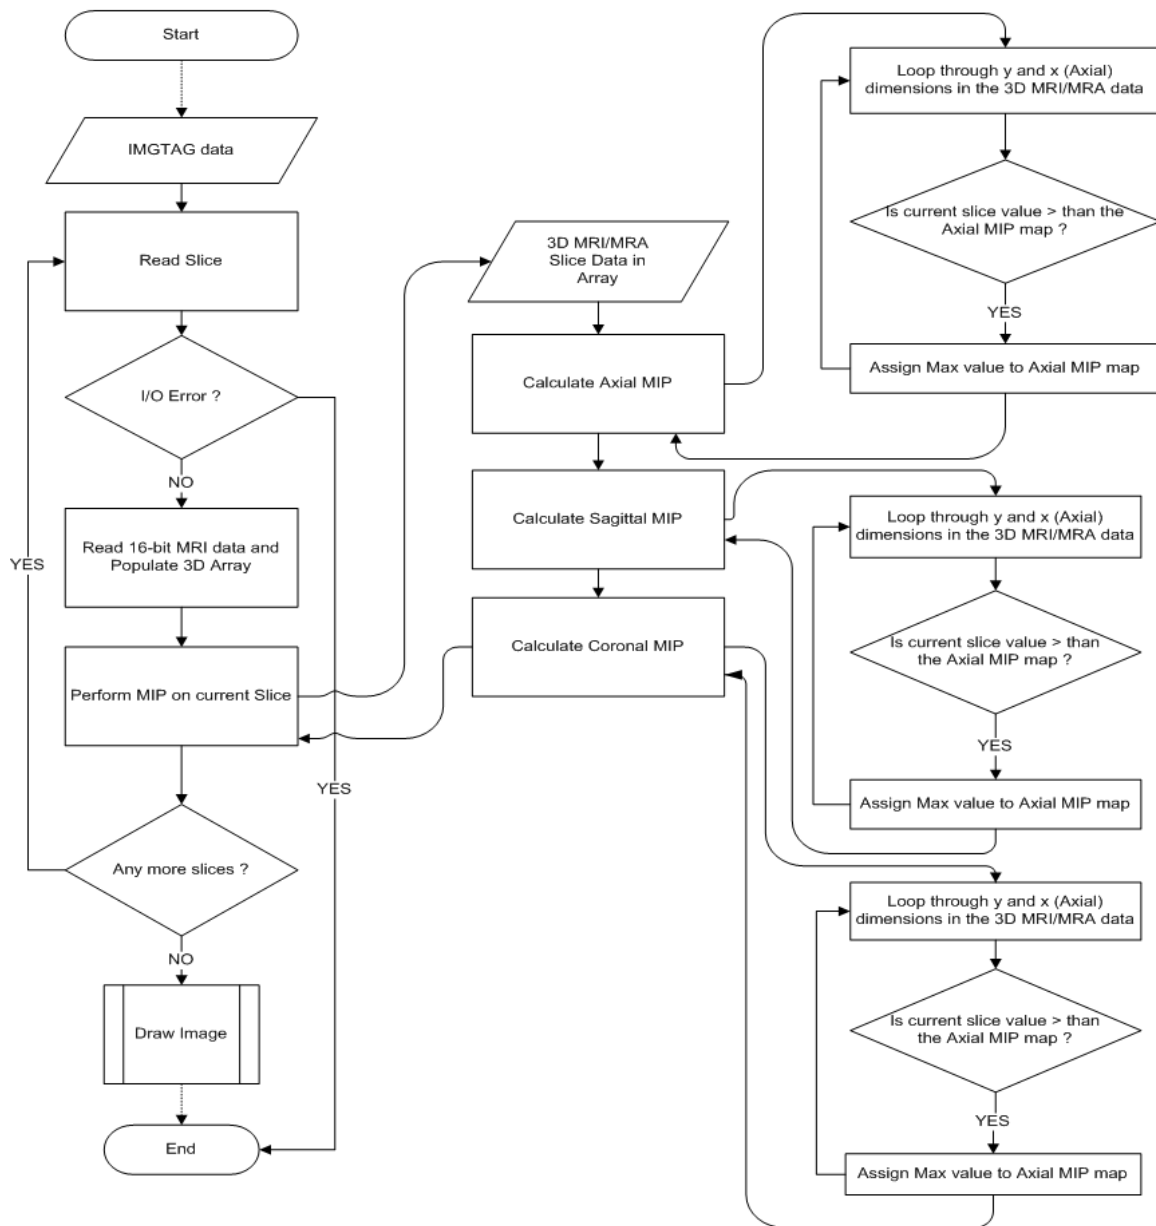 Start
IMGTAG data
Read Slice
I/O Error ?
NO
Read 16-bit MRI data and
Populate 3D Array
YES
Perform MIP on current Slice
YES
Any more slices ?
NO
Draw Image
End
3D MRI/MRA
Slice Data in
Array
Calculate Axial MIP
Calculate Sagittal MIP
Calculate Coronal MIP
Loop through y and x (Axial)
dimensions in the 3D MRI/MRA data
Is current slice value > than the
Axial MIP map ?
YES
Assign Max value to Axial MIP map
Loop through y and x (Axial)
dimensions in the 3D MRI/MRA data
Is current slice value > than
the Axial MIP map ?
YES
Assign Max value to Axial MIP map
Loop through y and x (Axial)
dimensions in the 3D MRI/MRA data
Is current slice value > than
the Axial MIP map ?
YES
Assign Max value to Axial MIP map